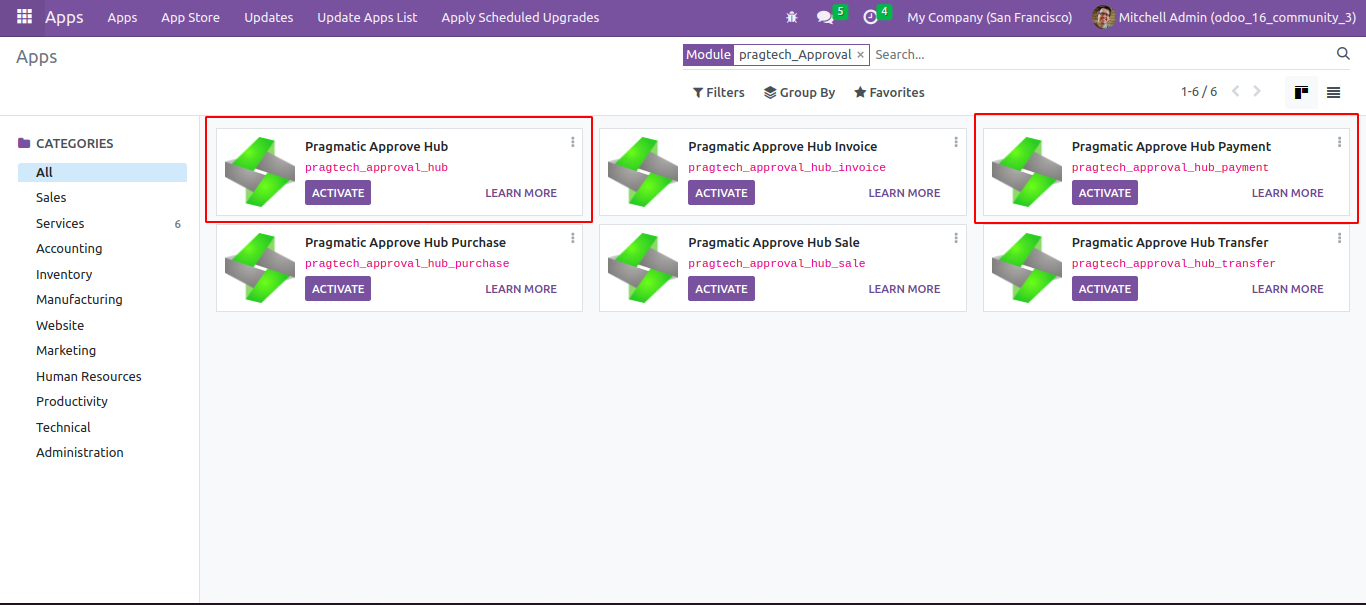 Apps Apps App Store Updates Update Apps List Apply Scheduled Upgrades 5 4 My Company (San Francisco) Mitchell Admin (odoo_16_community_3)
Apps
Module pragtech_Approval × Search...
Filters Group By Favorites 1-6 / 6
CATEGORIES
All
Sales
Services 6
Accounting
Inventory
Manufacturing
Website
Marketing
Human Resources
Productivity
Technical
Administration
Pragmatic Approve Hub
pragtech_approval_hub
ACTIVATE LEARN MORE
Pragmatic Approve Hub Invoice
pragtech_approval_hub_invoice
ACTIVATE LEARN MORE
Pragmatic Approve Hub Payment
pragtech_approval_hub_payment
ACTIVATE LEARN MORE
Pragmatic Approve Hub Purchase
pragtech_approval_hub_purchase
ACTIVATE LEARN MORE
Pragmatic Approve Hub Sale
pragtech_approval_hub_sale
ACTIVATE LEARN MORE
Pragmatic Approve Hub Transfer
pragtech_approval_hub_transfer
ACTIVATE LEARN MORE